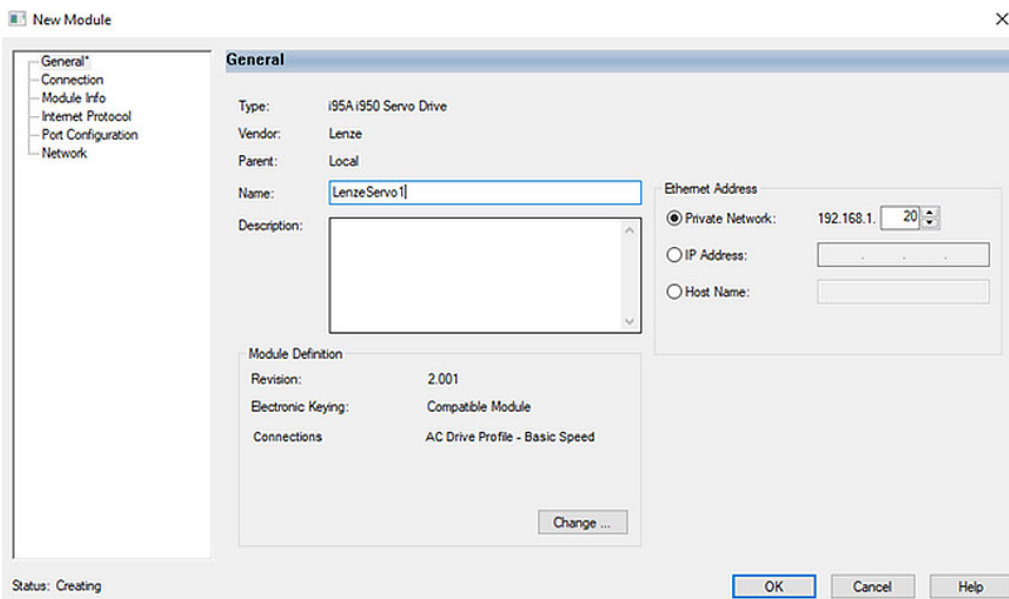 New Module
General*
Connection
Module Info
Internet Protocol
Port Configuration
Network
General
Type: i95A i950 Servo Drive
Vendor: Lenze
Parent: Local
Name: LenzeServo1
Description:
Ethernet Address
Private Network: 192.168.1. 20
IP Address: . . .
Host Name:
Module Definition
Revision: 2.001
Electronic Keying: Compatible Module
Connections AC Drive Profile - Basic Speed
Change ...
Status: Creating
OK Cancel Help